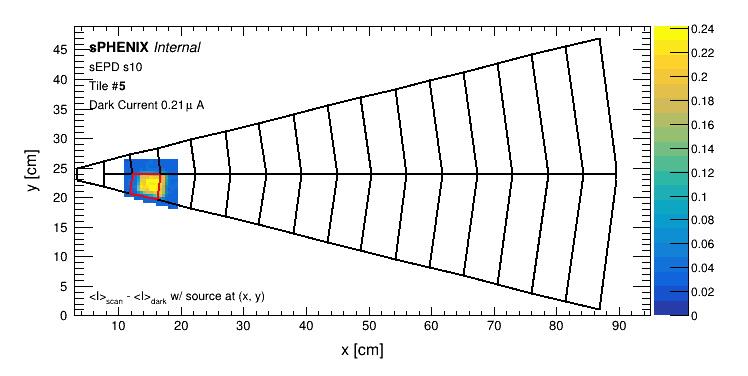 sPHENIX Internal
sEPD s10
Tile #5
Dark Current 0.21 μ A
<I>scan - <I>dark w/ source at (x, y)
y [cm]
45
40
35
30
25
20
15
10
5
0
10 20 30 40 50 60 70 80 90
x [cm]
0.24
0.22
0.2
0.18
0.16
0.14
0.12
0.1
0.08
0.06
0.04
0.02
0